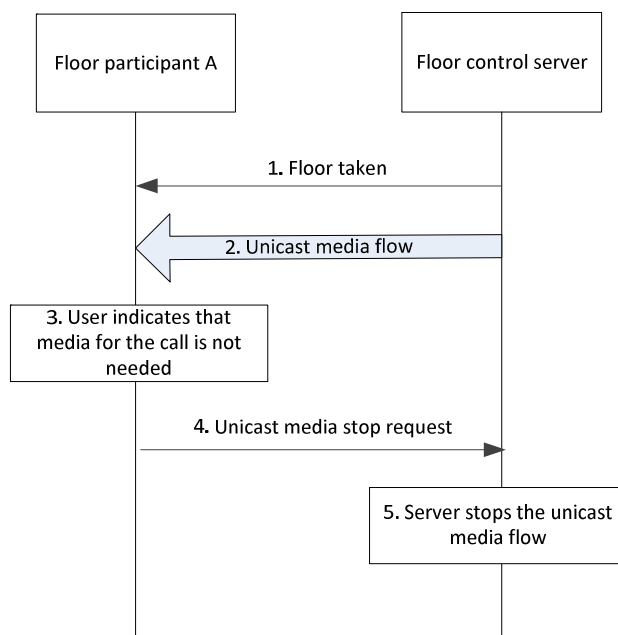 Floor participant A
Floor control server
1. Floor taken
2. Unicast media flow
3. User indicates that
media for the call is not
needed
4. Unicast media stop request
5. Server stops the unicast
media flow